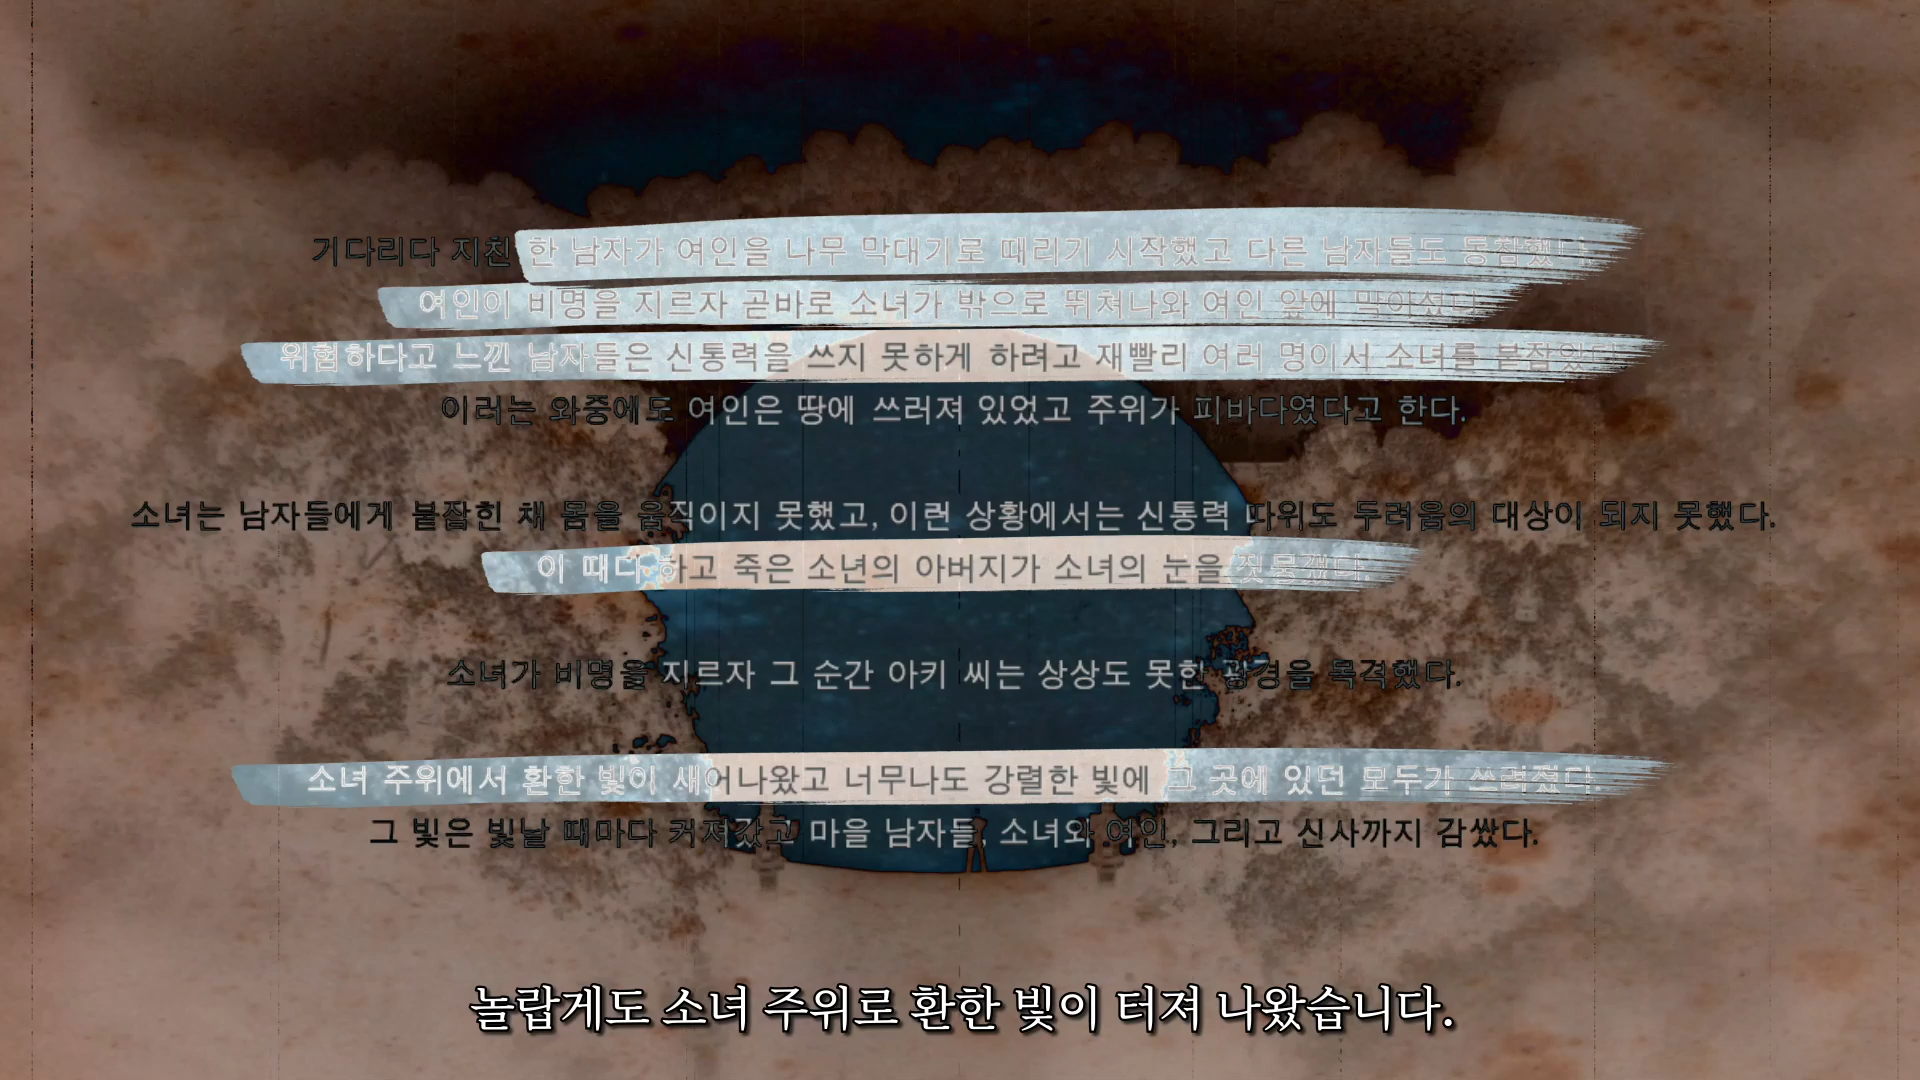 기다리다 지친 한 남자가 여인을 나무 막대기로 때리기 시작했고 다른 남자들도 동참했다.
여인이 비명을 지르자 곧바로 소녀가 밖으로 뛰쳐나와 여인 앞에 막아섰다.
위험하다고 느낀 남자들은 신통력을 쓰지 못하게 하려고 재빨리 여러 명이서 소녀를 붙잡았다.
이러는 와중에도 여인은 땅에 쓰러져 있었고 주위가 피바다였다고 한다.
소녀는 남자들에게 붙잡힌 채 몸을 움직이지 못했고, 이런 상황에서는 신통력 따위도 두려움의 대상이 되지 못했다.
이 때다 하고 죽은 소년의 아버지가 소녀의 눈을 짓뭉갰다.
소녀가 비명을 지르자 그 순간 아키 씨는 상상도 못한 광경을 목격했다.
소녀 주위에서 환한 빛이 새어나왔고 너무나도 강렬한 빛에 그 곳에 있던 모두가 쓰러졌다.
그 빛은 빛날 때마다 커져갔고 마을 남자들, 소녀와 여인, 그리고 신사까지 감쌌다.
놀랍게도 소녀 주위로 환한 빛이 터져 나왔습니다.